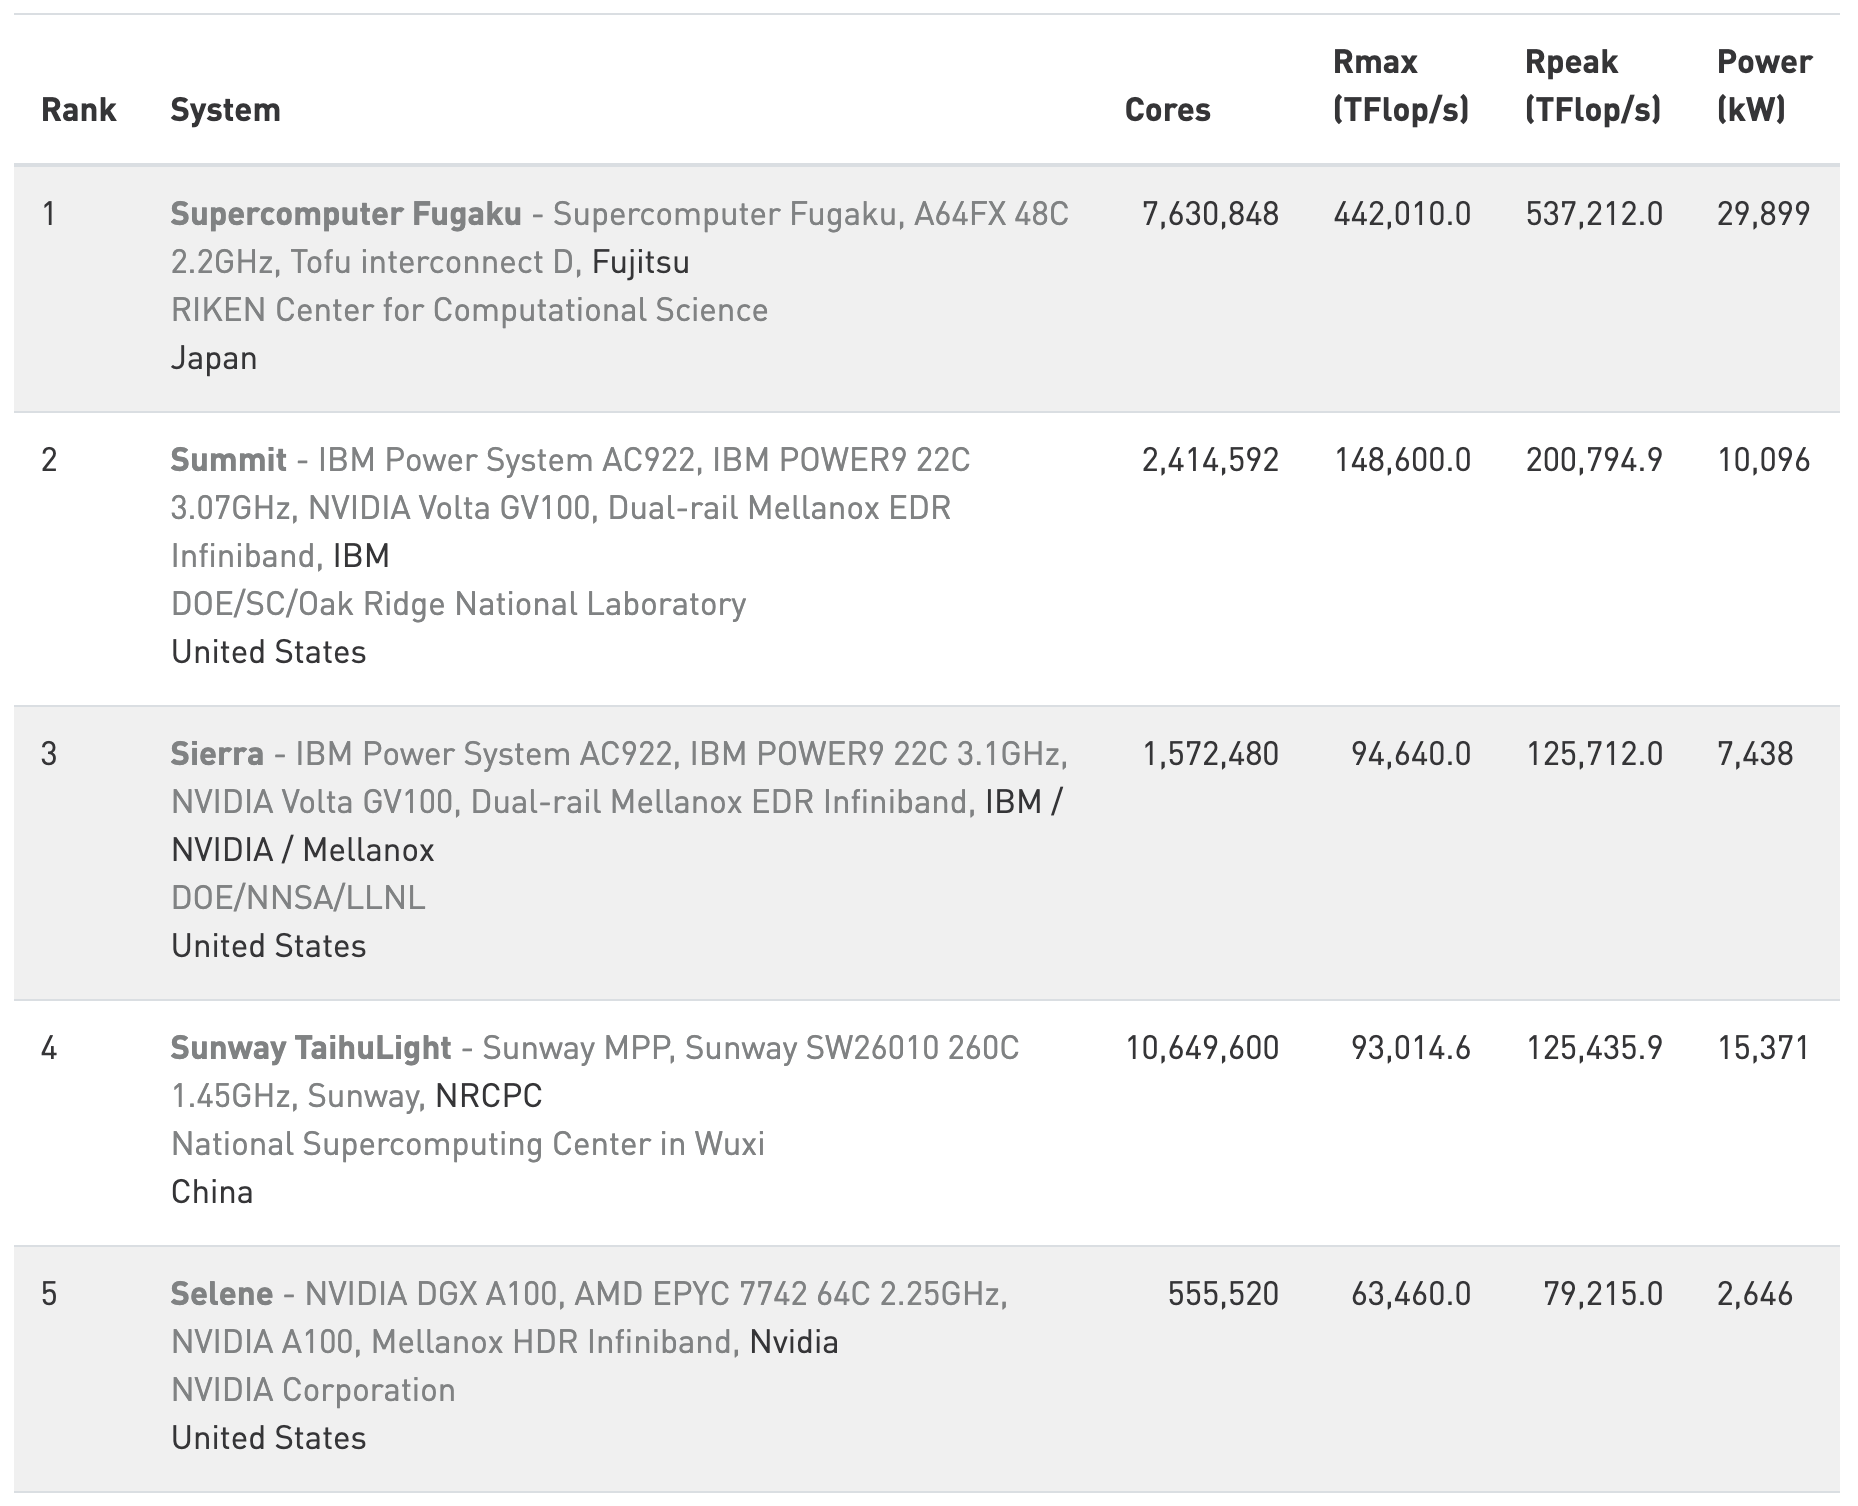 Rank System Cores Rmax (TFlop/s) Rpeak (TFlop/s) Power (kW)
1 Supercomputer Fugaku - Supercomputer Fugaku, A64FX 48C 7,630,848 442,010.0 537,212.0 29,899
2.2GHz, Tofu interconnect D, Fujitsu
RIKEN Center for Computational Science
Japan
2 Summit - IBM Power System AC922, IBM POWER9 22C 2,414,592 148,600.0 200,794.9 10,096
3.07GHz, NVIDIA Volta GV100, Dual-rail Mellanox EDR
Infiniband, IBM
DOE/SC/Oak Ridge National Laboratory
United States
3 Sierra - IBM Power System AC922, IBM POWER9 22C 3.1GHz, 1,572,480 94,640.0 125,712.0 7,438
NVIDIA Volta GV100, Dual-rail Mellanox EDR Infiniband, IBM /
NVIDIA / Mellanox
DOE/NNSA/LLNL
United States
4 Sunway TaihuLight - Sunway MPP, Sunway SW26010 260C 10,649,600 93,014.6 125,435.9 15,371
1.45GHz, Sunway, NRCPC
National Supercomputing Center in Wuxi
China
5 Selene - NVIDIA DGX A100, AMD EPYC 7742 64C 2.25GHz, 555,520 63,460.0 79,215.0 2,646
NVIDIA A100, Mellanox HDR Infiniband, Nvidia
NVIDIA Corporation
United States